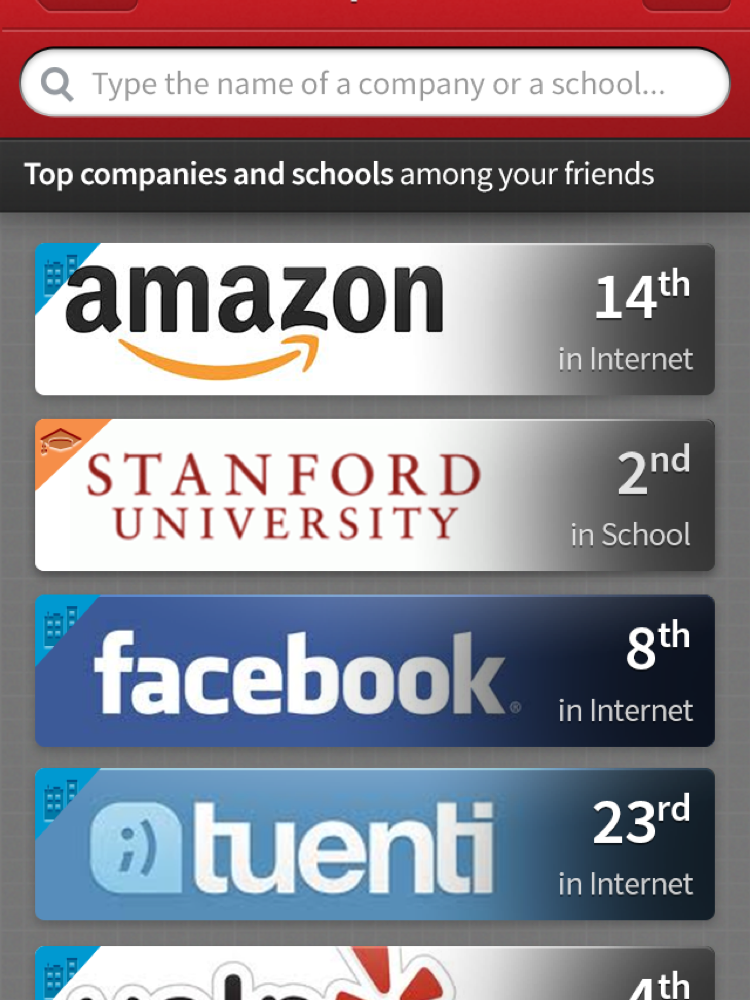 Type the name of a company or a school...
Top companies and schools among your friends
amazon
14th
in Internet
STANFORD
UNIVERSITY
2nd
in School
facebook®
8th
in Internet
;) tuenti
23rd
in Internet
yelp
4th